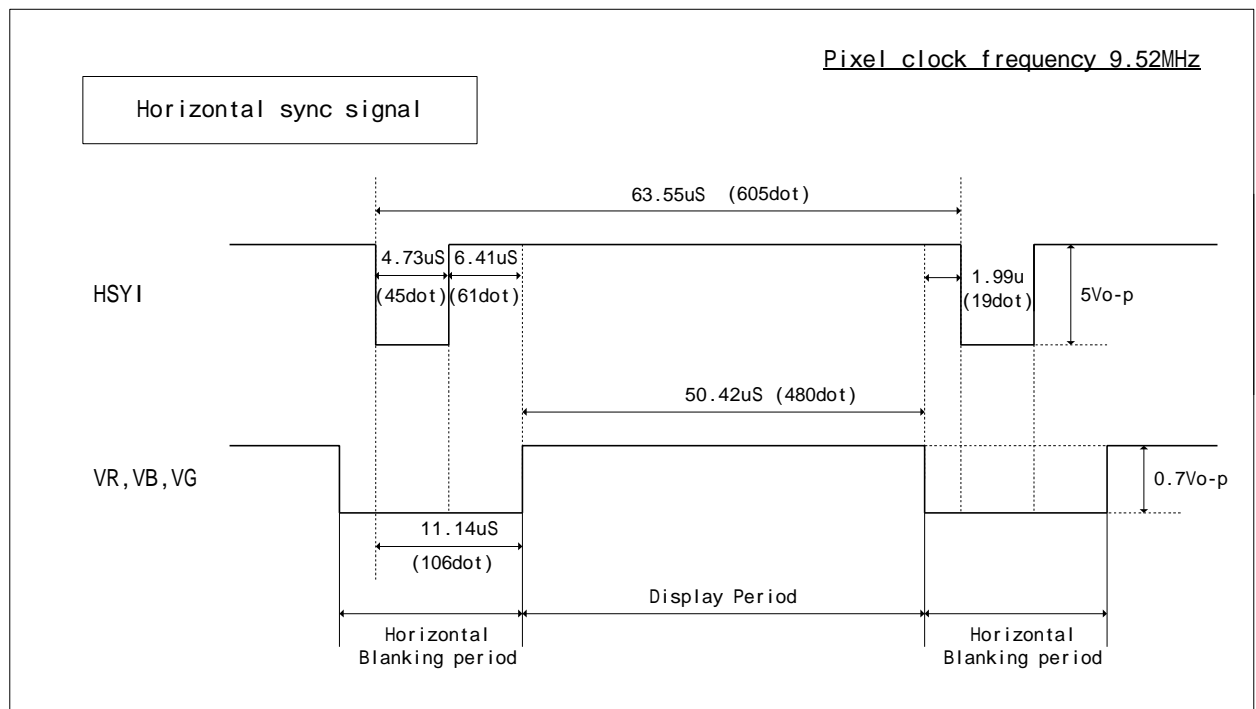 Pixel clock frequency 9.52MHz
Horizontal sync signal
63.55uS (605dot)
4.73uS 6.41uS
(45dot) (61dot)
1.99u
(19dot)
HSYI
5Vo-p
50.42uS (480dot)
VR,VB,VG
0.7Vo-p
11.14uS
(106dot)
Display Period
Horizontal
Blanking period
Horizontal
Blanking period